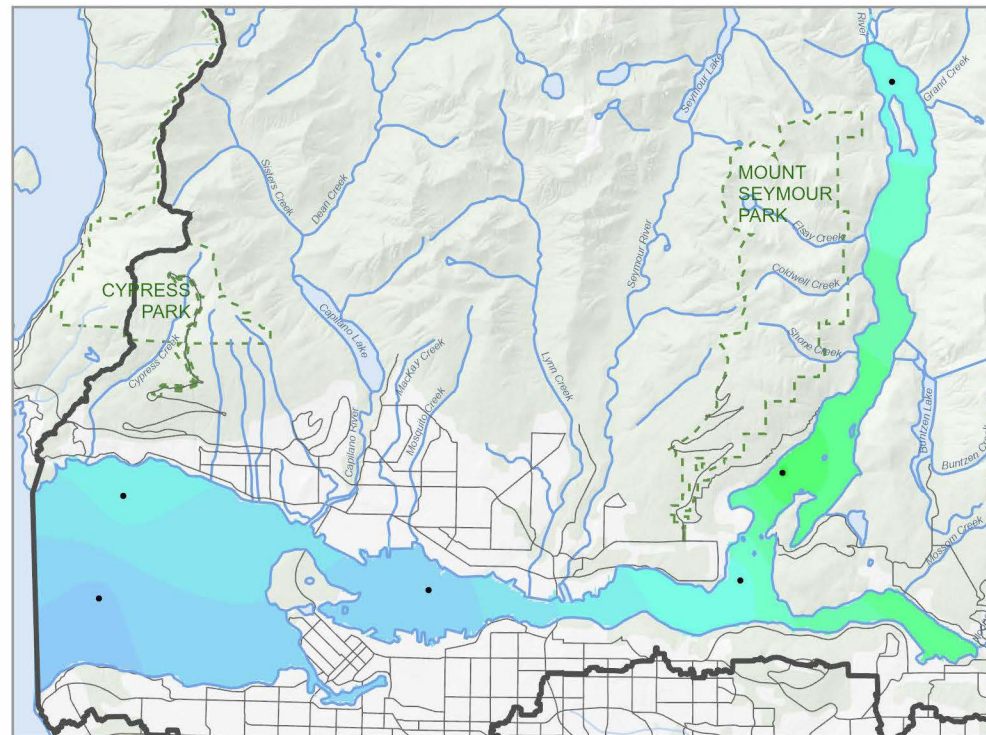 River
Grand Creek
Seymour Lake
MOUNT
SEYMOUR
PARK
Elsay Creek
Sisters Creek
Dean Creek
Seymour River
Coldwell Creek
CYPRESS
PARK
Capilano Lake
Cypress Creek
MacKay Creek
Mosquito Creek
Lynn Creek
Shone Creek
Buntzen Lake
Buntzen
Capilano River
Mossom Creek